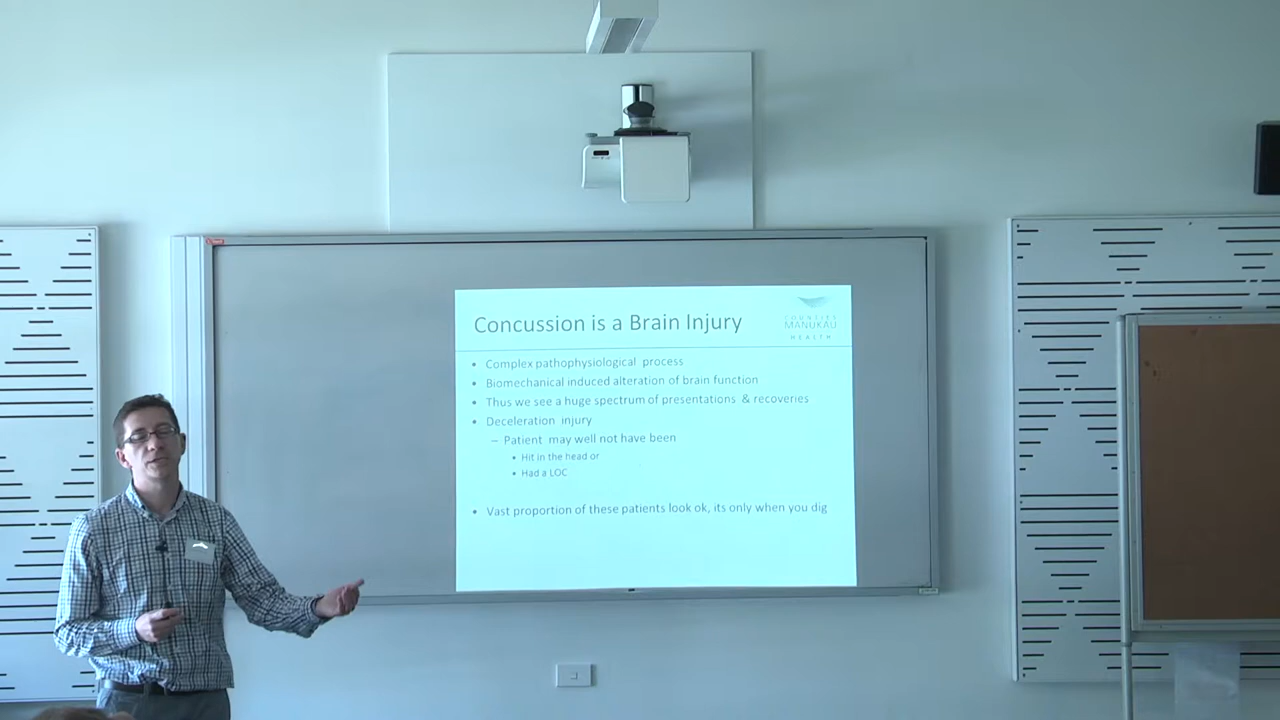 Concussion is a Brain Injury
COUNTIES
MANUKAU
HEALTH
• Complex pathophysiological process
• Biomechanical induced alteration of brain function
• Thus we see a huge spectrum of presentations & recoveries
• Deceleration injury
– Patient may well not have been
• Hit in the head or
• Had a LOC
• Vast proportion of these patients look ok, its only when you dig